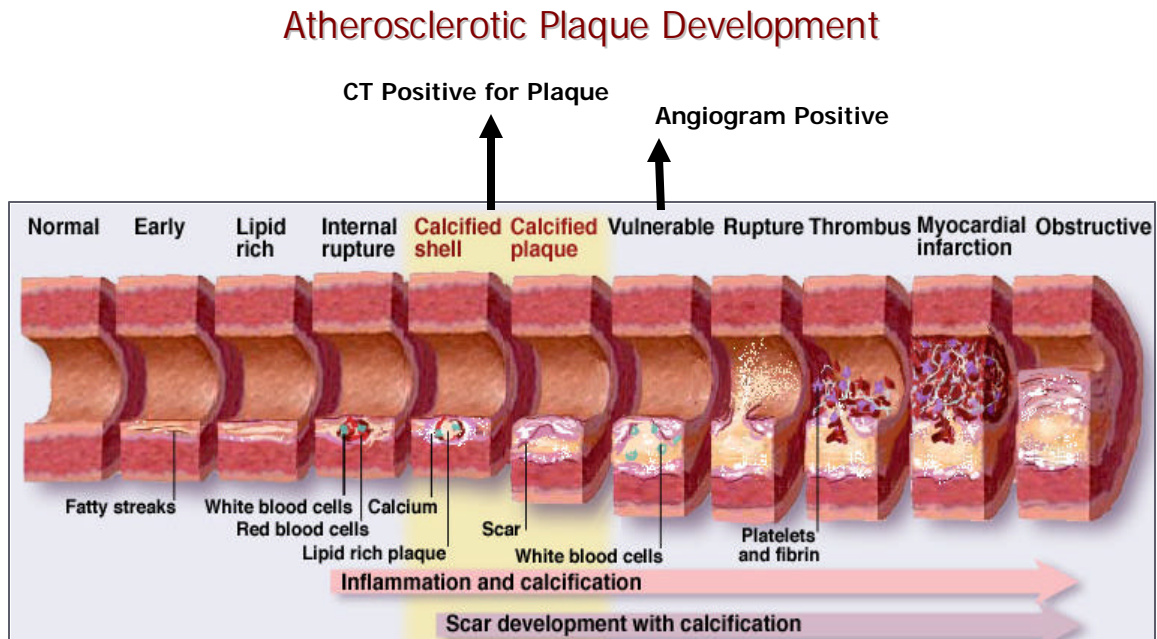 Atherosclerotic Plaque Development
CT Positive for Plaque
Angiogram Positive
Normal
Early
Lipid
rich
Internal
rupture
Calcified
shell
Calcified
plaque
Vulnerable
Rupture
Thrombus
Myocardial
infarction
Obstructive
Fatty streaks
White blood cells
Red blood cells
Calcium
Lipid rich plaque
Scar
White blood cells
Platelets
and fibrin
Inflammation and calcification
Scar development with calcification